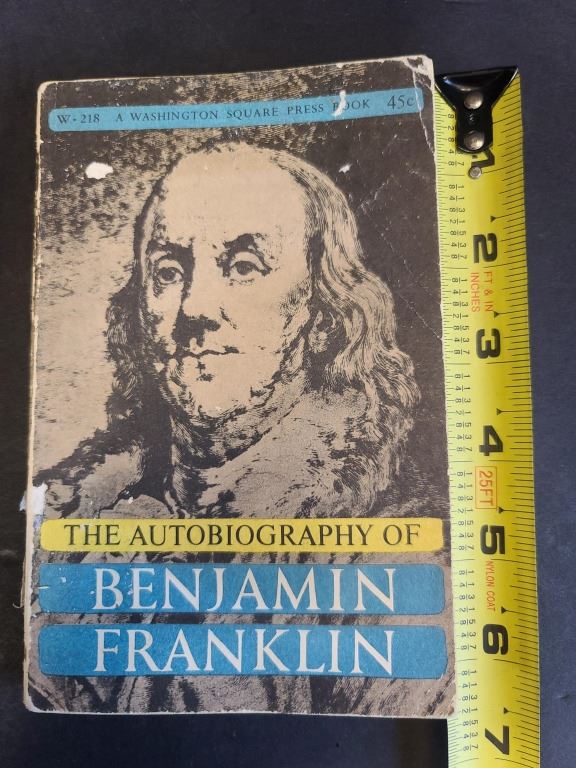 W·218 A WASHINGTON SQUARE PRESS BOOK 45c
THE AUTOBIOGRAPHY OF
BENJAMIN
FRANKLIN
1
2
FT & IN
INCHES
3
4
25FT
5
NYLON COAT
6
7